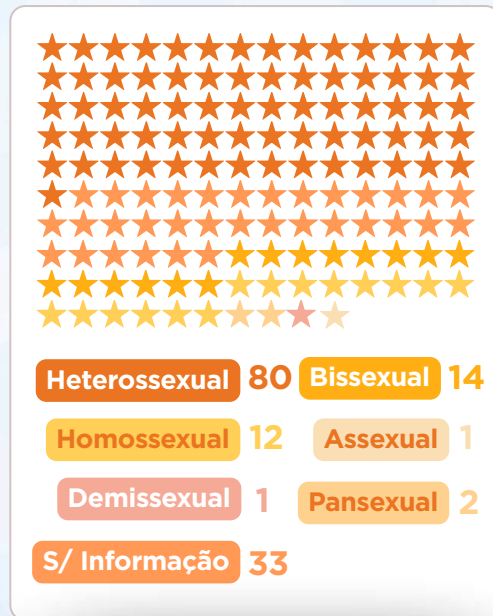 Heterossexual 80 Bissexual 14
Homossexual 12 Assexual 1
Demissexual 1 Pansexual 2
S/ Informação 33